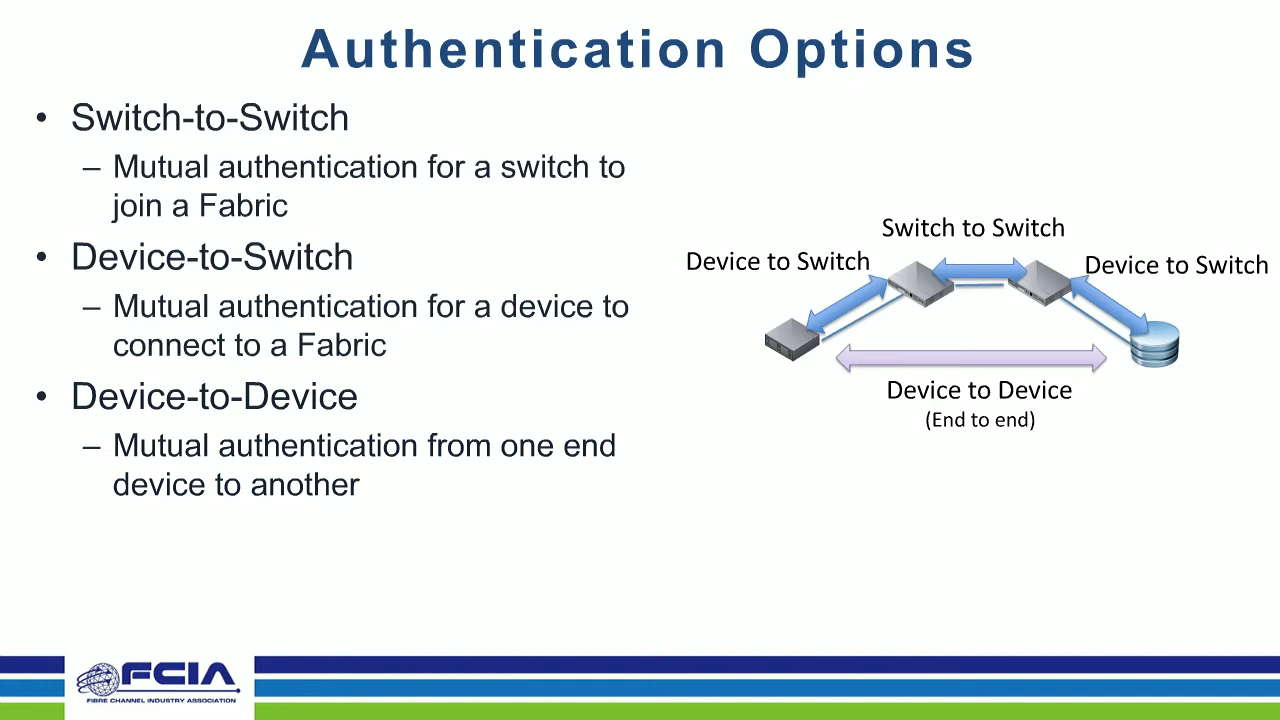 Authentication Options
• Switch-to-Switch
– Mutual authentication for a switch to
join a Fabric
• Device-to-Switch
– Mutual authentication for a device to
connect to a Fabric
• Device-to-Device
– Mutual authentication from one end
device to another
Switch to Switch
Device to Switch
Device to Switch
Device to Device
(End to end)
FCIA
FIBRE CHANNEL INDUSTRY ASSOCIATION